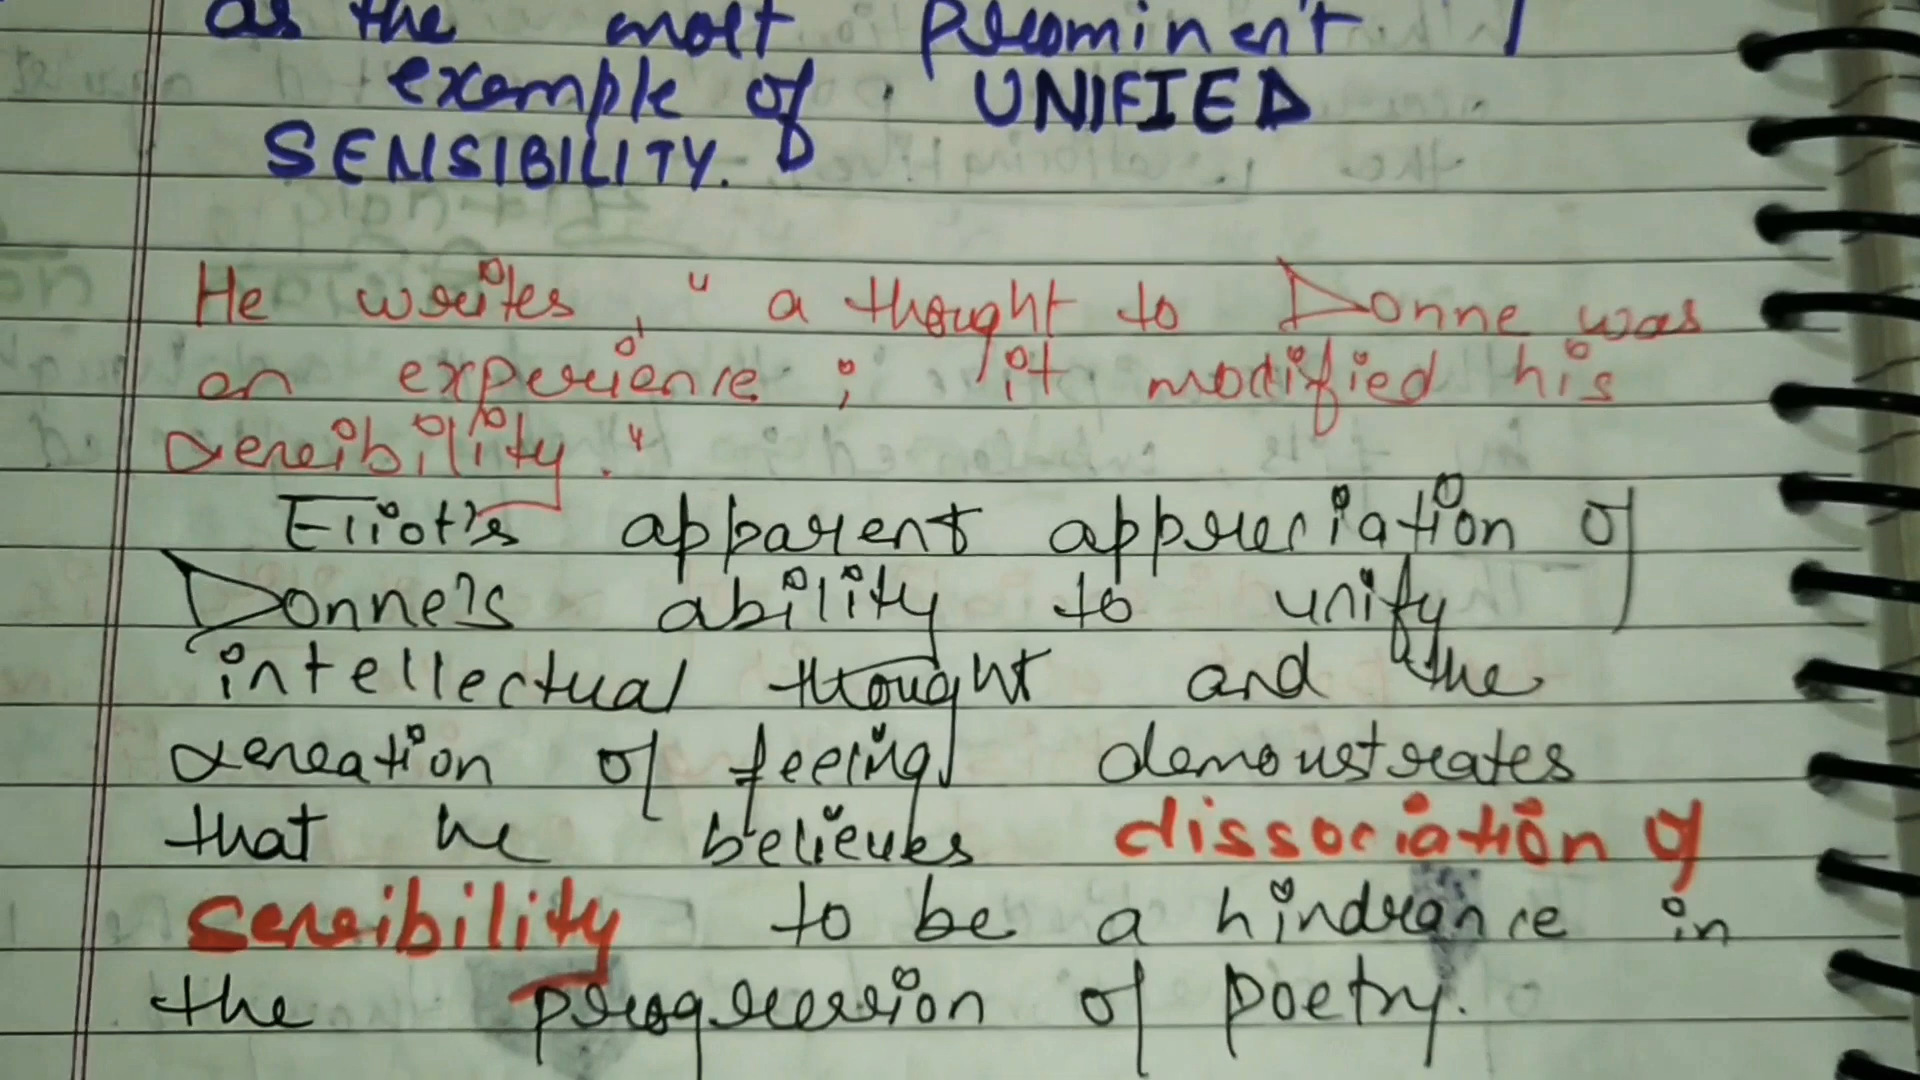 as the most prominent
example of UNIFIED
SENSIBILITY.
He writes, "a thought to Donne was
an experience; it modified his
sensibility."
Eliot's apparent appreciation of
Donne's ability to unify
intellectual thought and the
sensation of feeling demonstrates
that he believes dissociation of
sensibility to be a hindrance in
the progression of poetry.